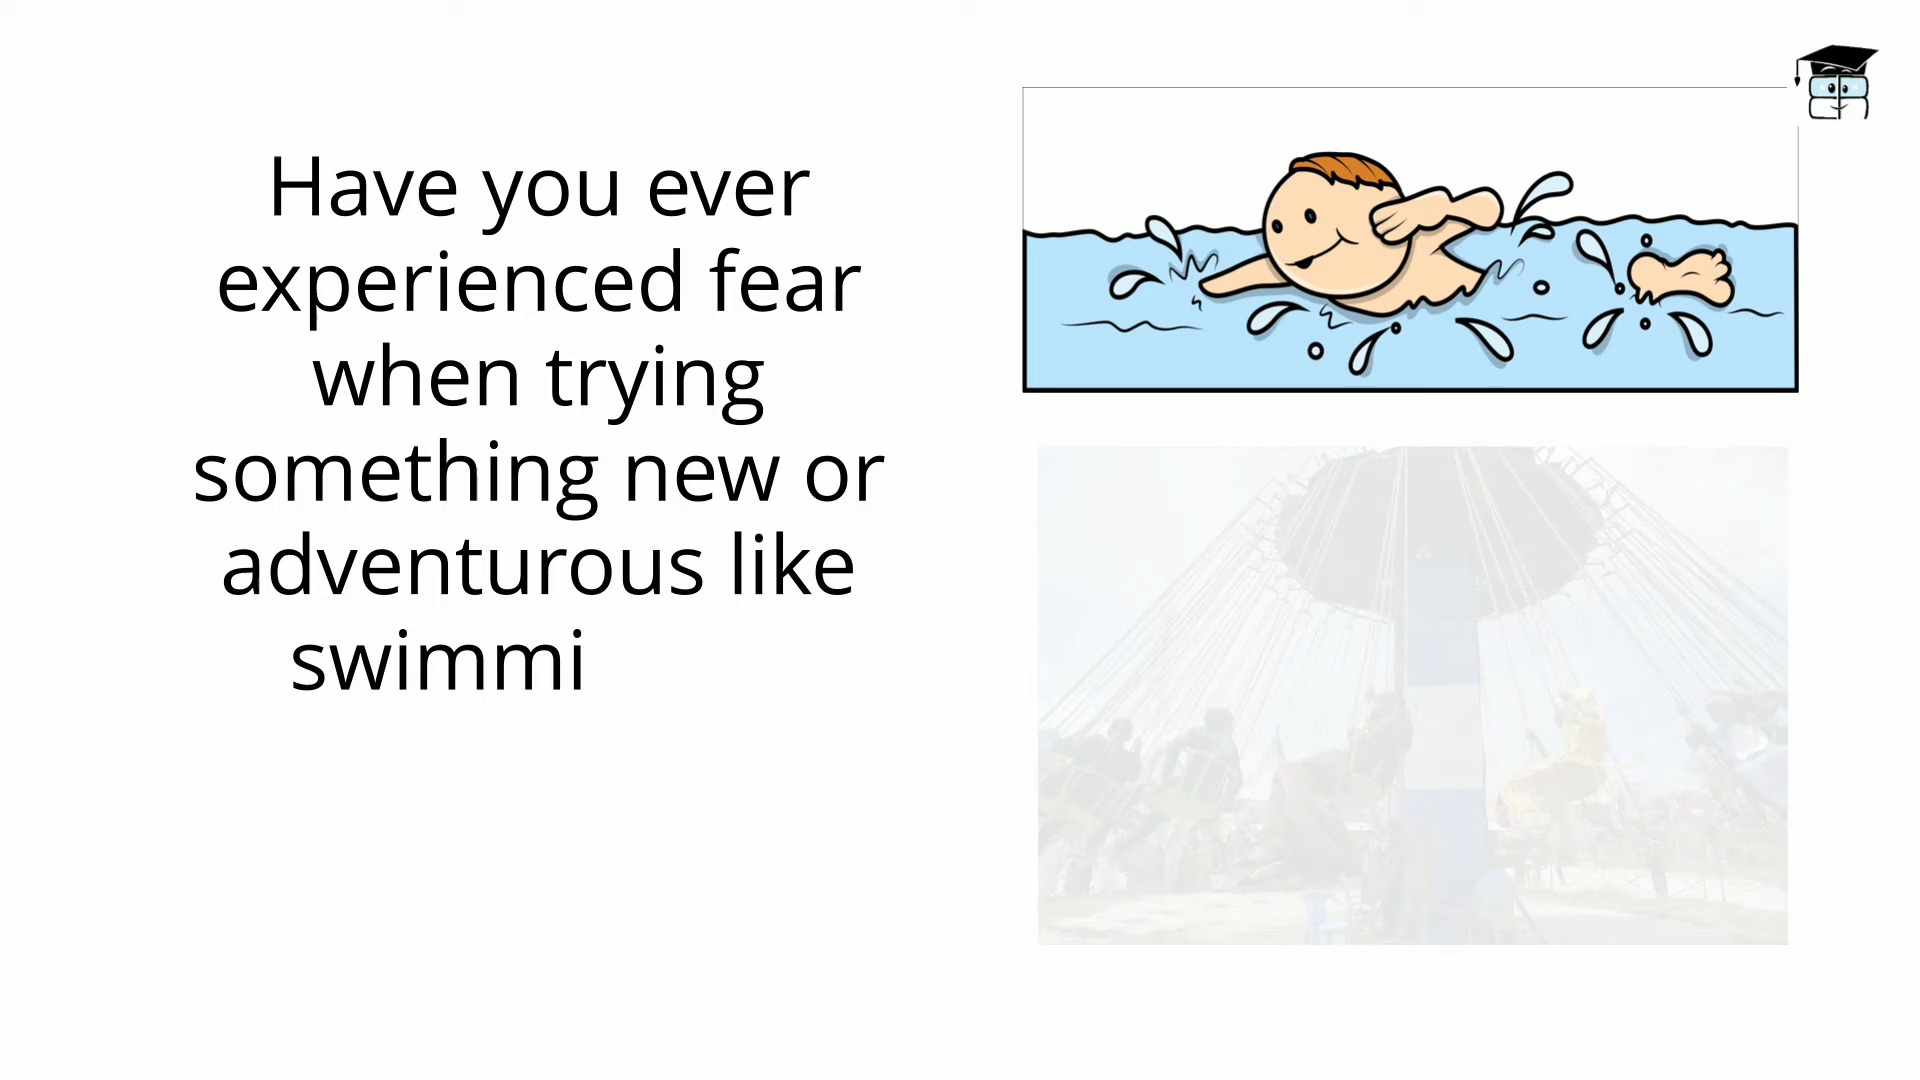 Have you ever
experienced fear
when trying
something new or
adventurous like
swimmi